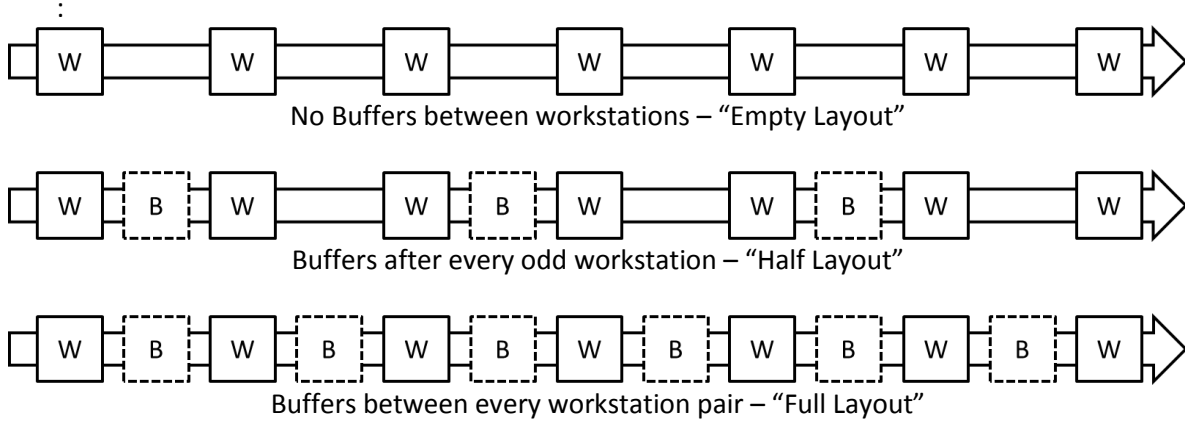 :
W W W W W W W
No Buffers between workstations – “Empty Layout”
W B W W B W W B W W
Buffers after every odd workstation – “Half Layout”
W B W B W B W B W B W B W
Buffers between every workstation pair – “Full Layout”